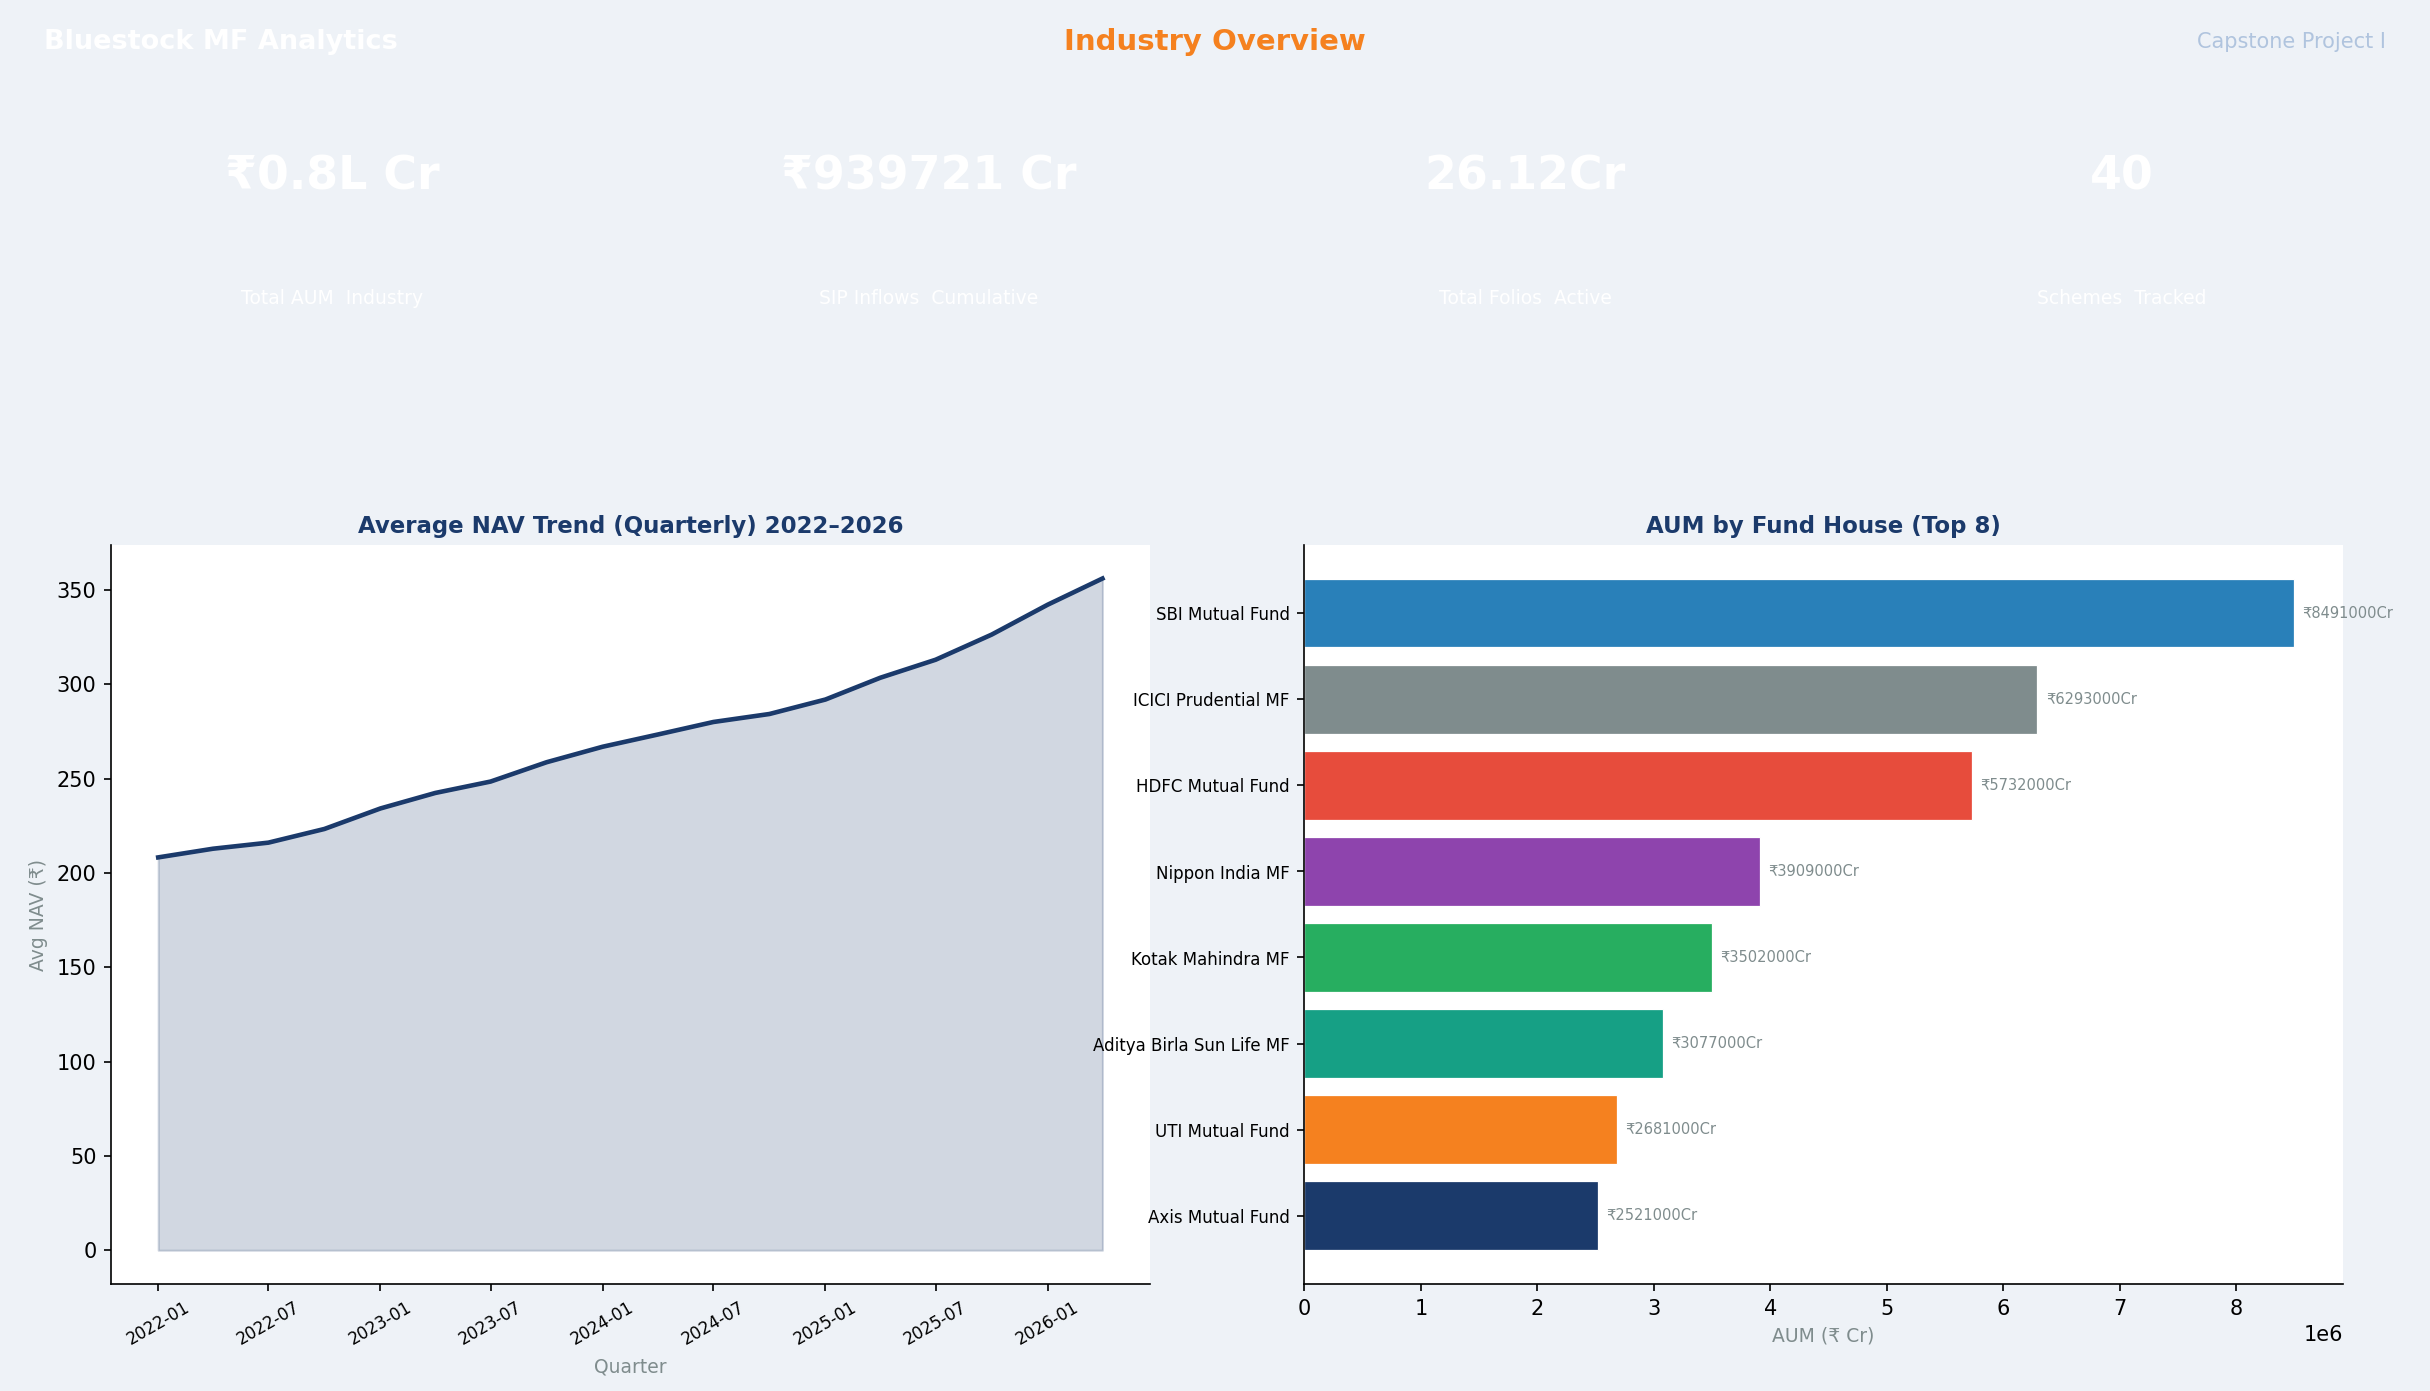 Bluestock MF Analytics
Industry Overview
Capstone Project I
₹0.8L Cr
₹939721 Cr
26.12Cr
40
Total AUM  Industry
SIP Inflows  Cumulative
Total Folios  Active
Schemes  Tracked
Average NAV Trend (Quarterly) 2022–2026
350
300
250
200
150
100
50
0
Avg NAV (₹)
2022-01
2022-07
2023-01
2023-07
2024-01
2024-07
2025-01
2025-07
2026-01
Quarter
AUM by Fund House (Top 8)
SBI Mutual Fund
₹8491000Cr
ICICI Prudential MF
₹6293000Cr
HDFC Mutual Fund
₹5732000Cr
Nippon India MF
₹3909000Cr
Kotak Mahindra MF
₹3502000Cr
Aditya Birla Sun Life MF
₹3077000Cr
UTI Mutual Fund
₹2681000Cr
Axis Mutual Fund
₹2521000Cr
0
1
2
3
4
5
6
7
8
1e6
AUM (₹ Cr)